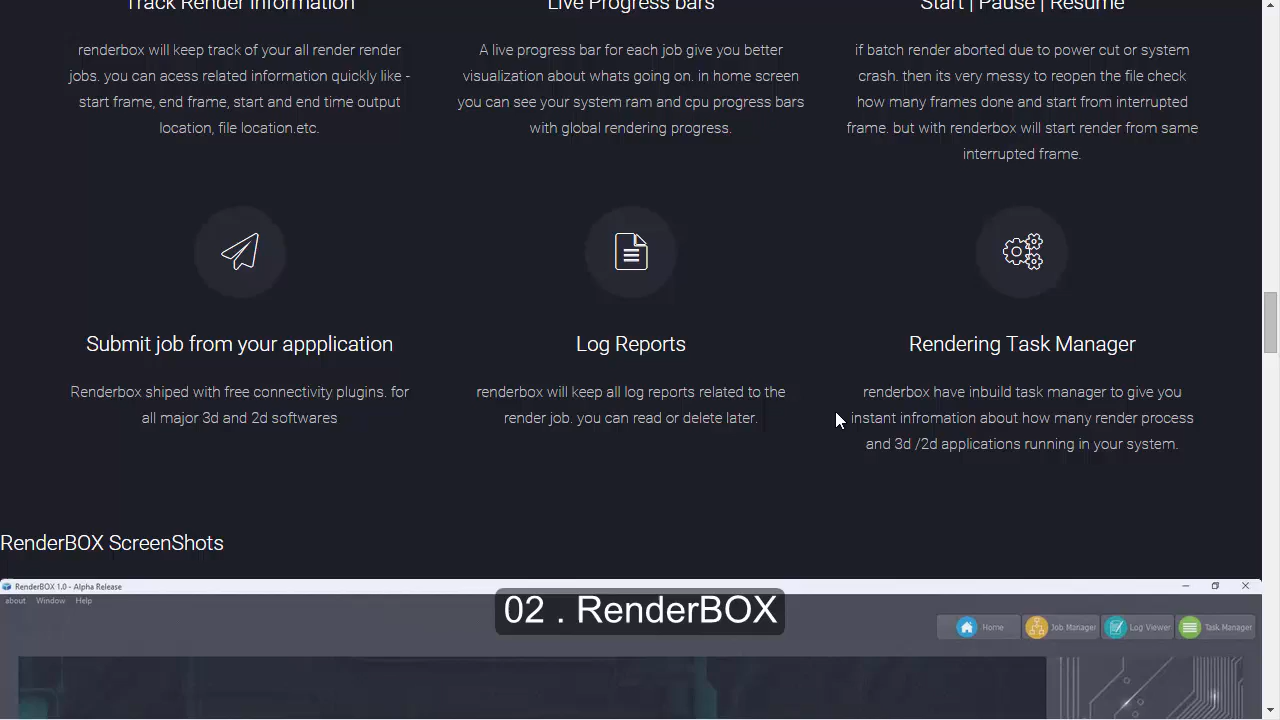 Track Render Information
Live Progress bars
Start | Pause | Resume
renderbox will keep track of your all render render
jobs. you can acess related information quickly like -
start frame, end frame, start and end time output
location, file location.etc.
A live progress bar for each job give you better
visualization about whats going on. in home screen
you can see your system ram and cpu progress bars
with global rendering progress.
if batch render aborted due to power cut or system
crash. then its very messy to reopen the file check
how many frames done and start from interrupted
frame. but with renderbox will start render from same
interrupted frame.
Submit job from your appplication
Log Reports
Rendering Task Manager
Renderbox shiped with free connectivity plugins. for
all major 3d and 2d softwares
renderbox will keep all log reports related to the
render job. you can read or delete later.
renderbox have inbuild task manager to give you
instant infromation about how many render process
and 3d /2d applications running in your system.
RenderBOX ScreenShots
RenderBOX 1.0 - Alpha Release
about Window Help
02 . RenderBOX
Home
Job Manager
Log Viewer
Task Manager